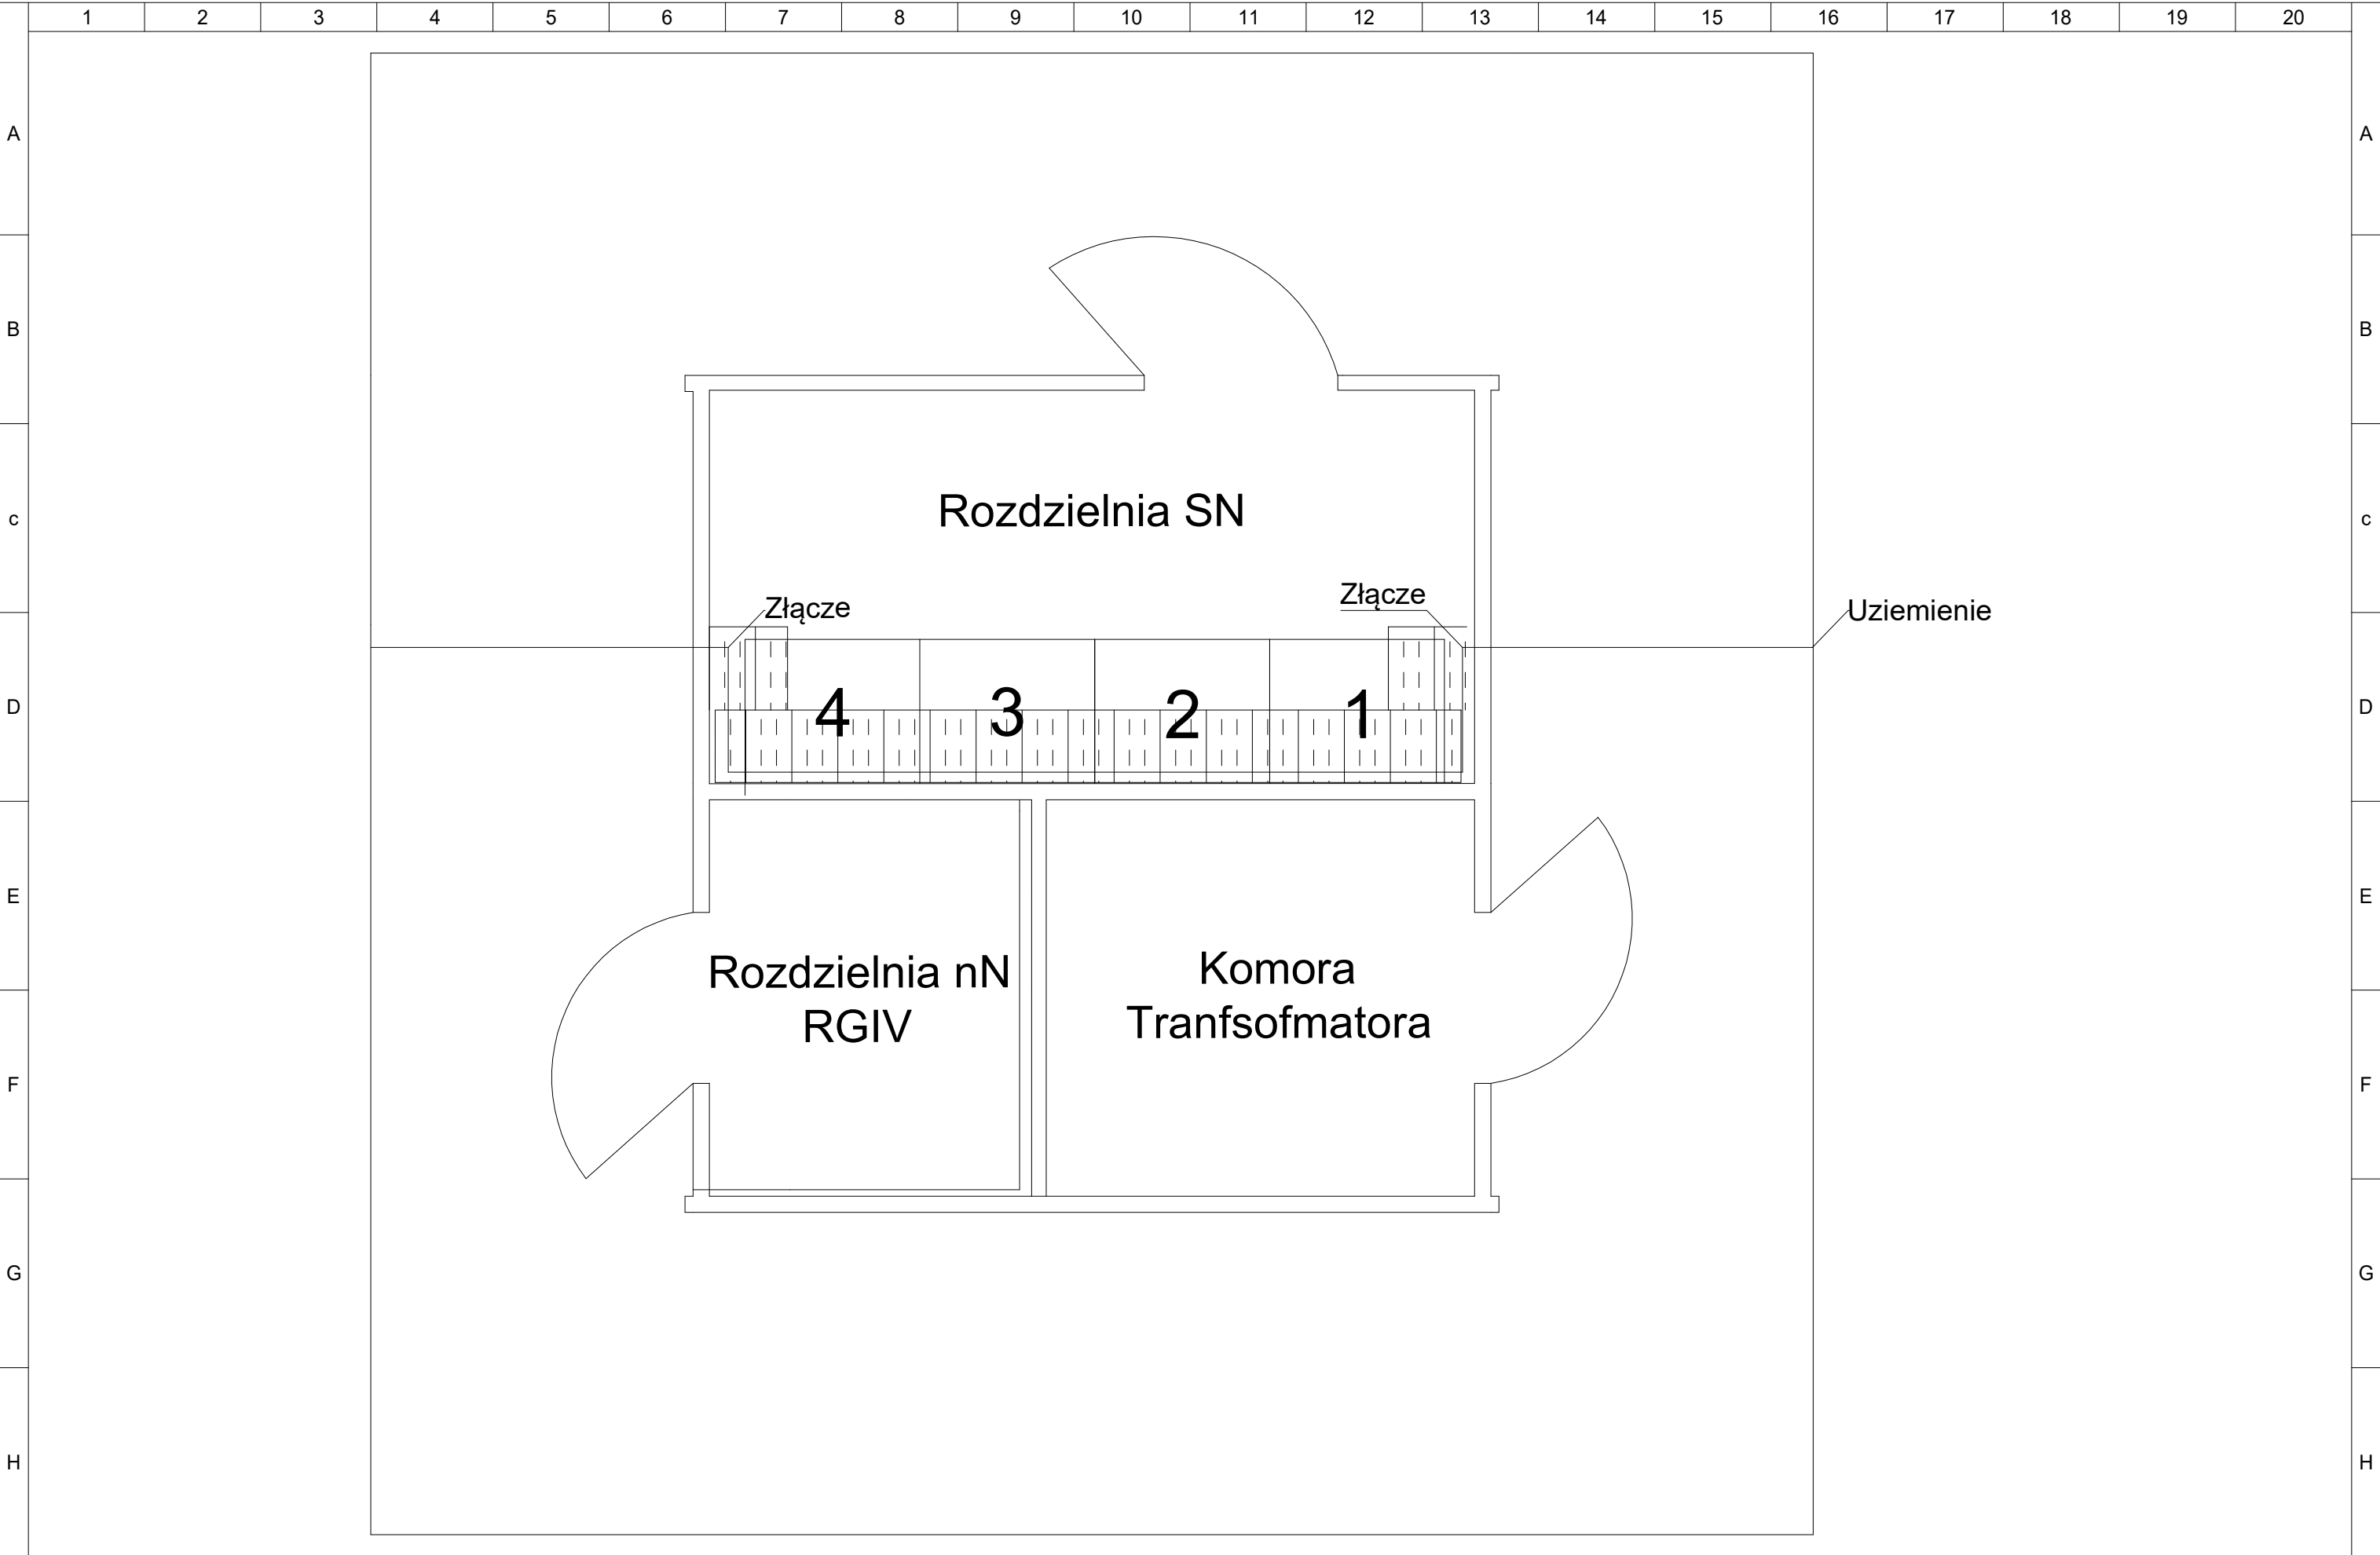 1 2 3 4 5 6 7 8 9 10 11 12 13 14 15 16 17 18 19 20
A A
B B
c c
Rozdzielnia SN
Złącze Złącze Uziemienie
D 4 3 2 1 D
E E
Rozdzielnia nN
RGIV
Komora
Tranfsofmatora
F F
G G
H H